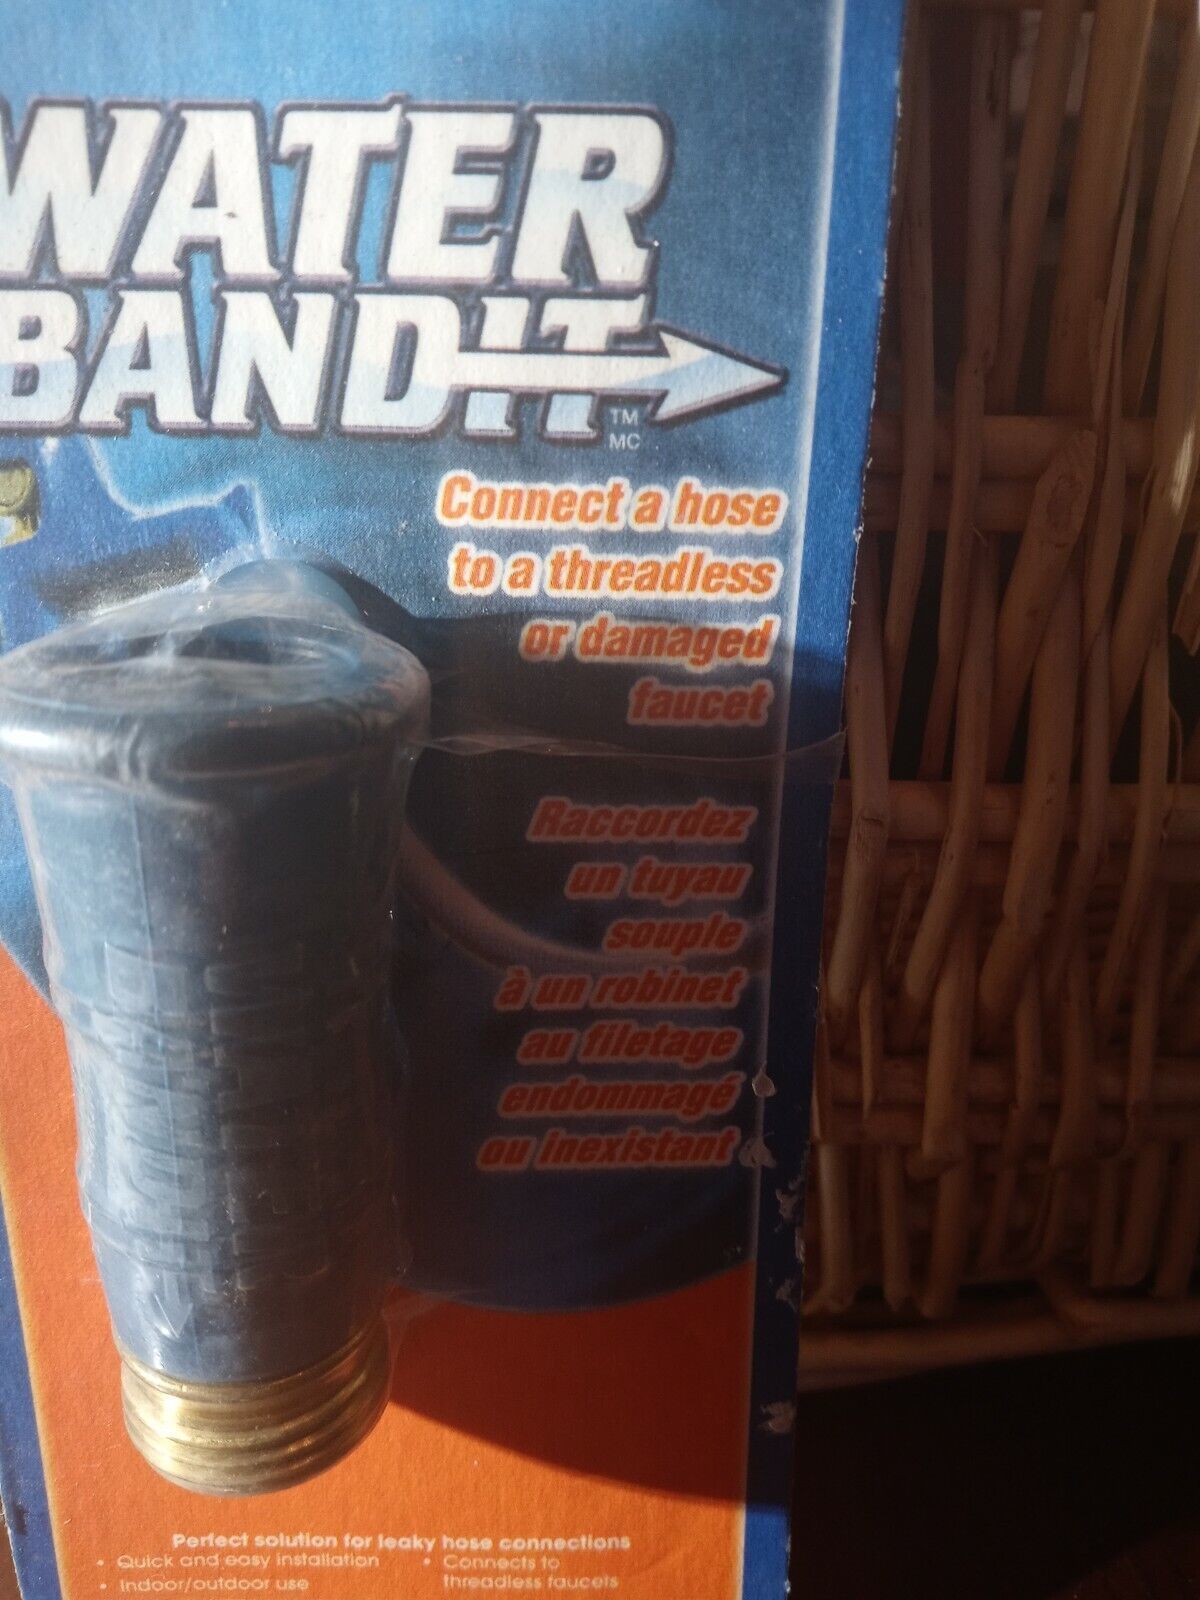 WATER
BANDIT
TM
MC
Connect a hose
to a threadless
or damaged
faucet
Raccordez
un tuyau
souple
à un robinet
au filetage
endommagé
ou inexistant
Perfect solution for leaky hose connections
• Quick and easy installation
• Indoor/outdoor use
• Connects to
threadless faucets